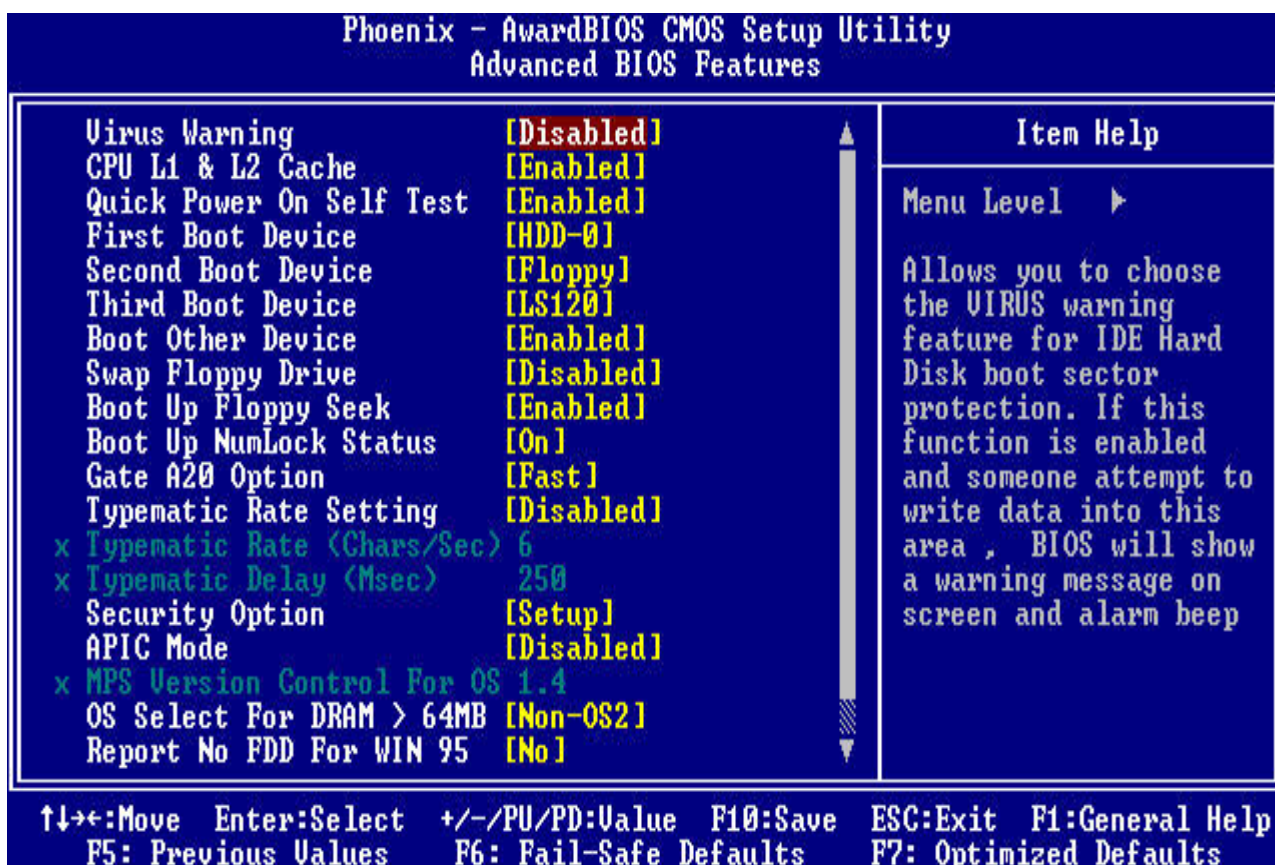 Phoenix - AwardBIOS CMOS Setup Utility
Advanced BIOS Features
Virus Warning [Disabled]
CPU L1 & L2 Cache [Enabled]
Quick Power On Self Test [Enabled]
First Boot Device [HDD-0]
Second Boot Device [Floppy]
Third Boot Device [LS120]
Boot Other Device [Enabled]
Swap Floppy Drive [Disabled]
Boot Up Floppy Seek [Enabled]
Boot Up NumLock Status [On]
Gate A20 Option [Fast]
Typematic Rate Setting [Disabled]
x Typematic Rate (Chars/Sec) 6
x Typematic Delay (Msec) 250
Security Option [Setup]
APIC Mode [Disabled]
x MPS Version Control For OS 1.4
OS Select For DRAM > 64MB [Non-OS2]
Report No FDD For WIN 95 [No]
Item Help
Menu Level ▶
Allows you to choose
the VIRUS warning
feature for IDE Hard
Disk boot sector
protection. If this
function is enabled
and someone attempt to
write data into this
area , BIOS will show
a warning message on
screen and alarm beep
↑↓→←:Move Enter:Select +/-/PU/PD:Value F10:Save ESC:Exit F1:General Help
F5: Previous Values F6: Fail-Safe Defaults F7: Optimized Defaults